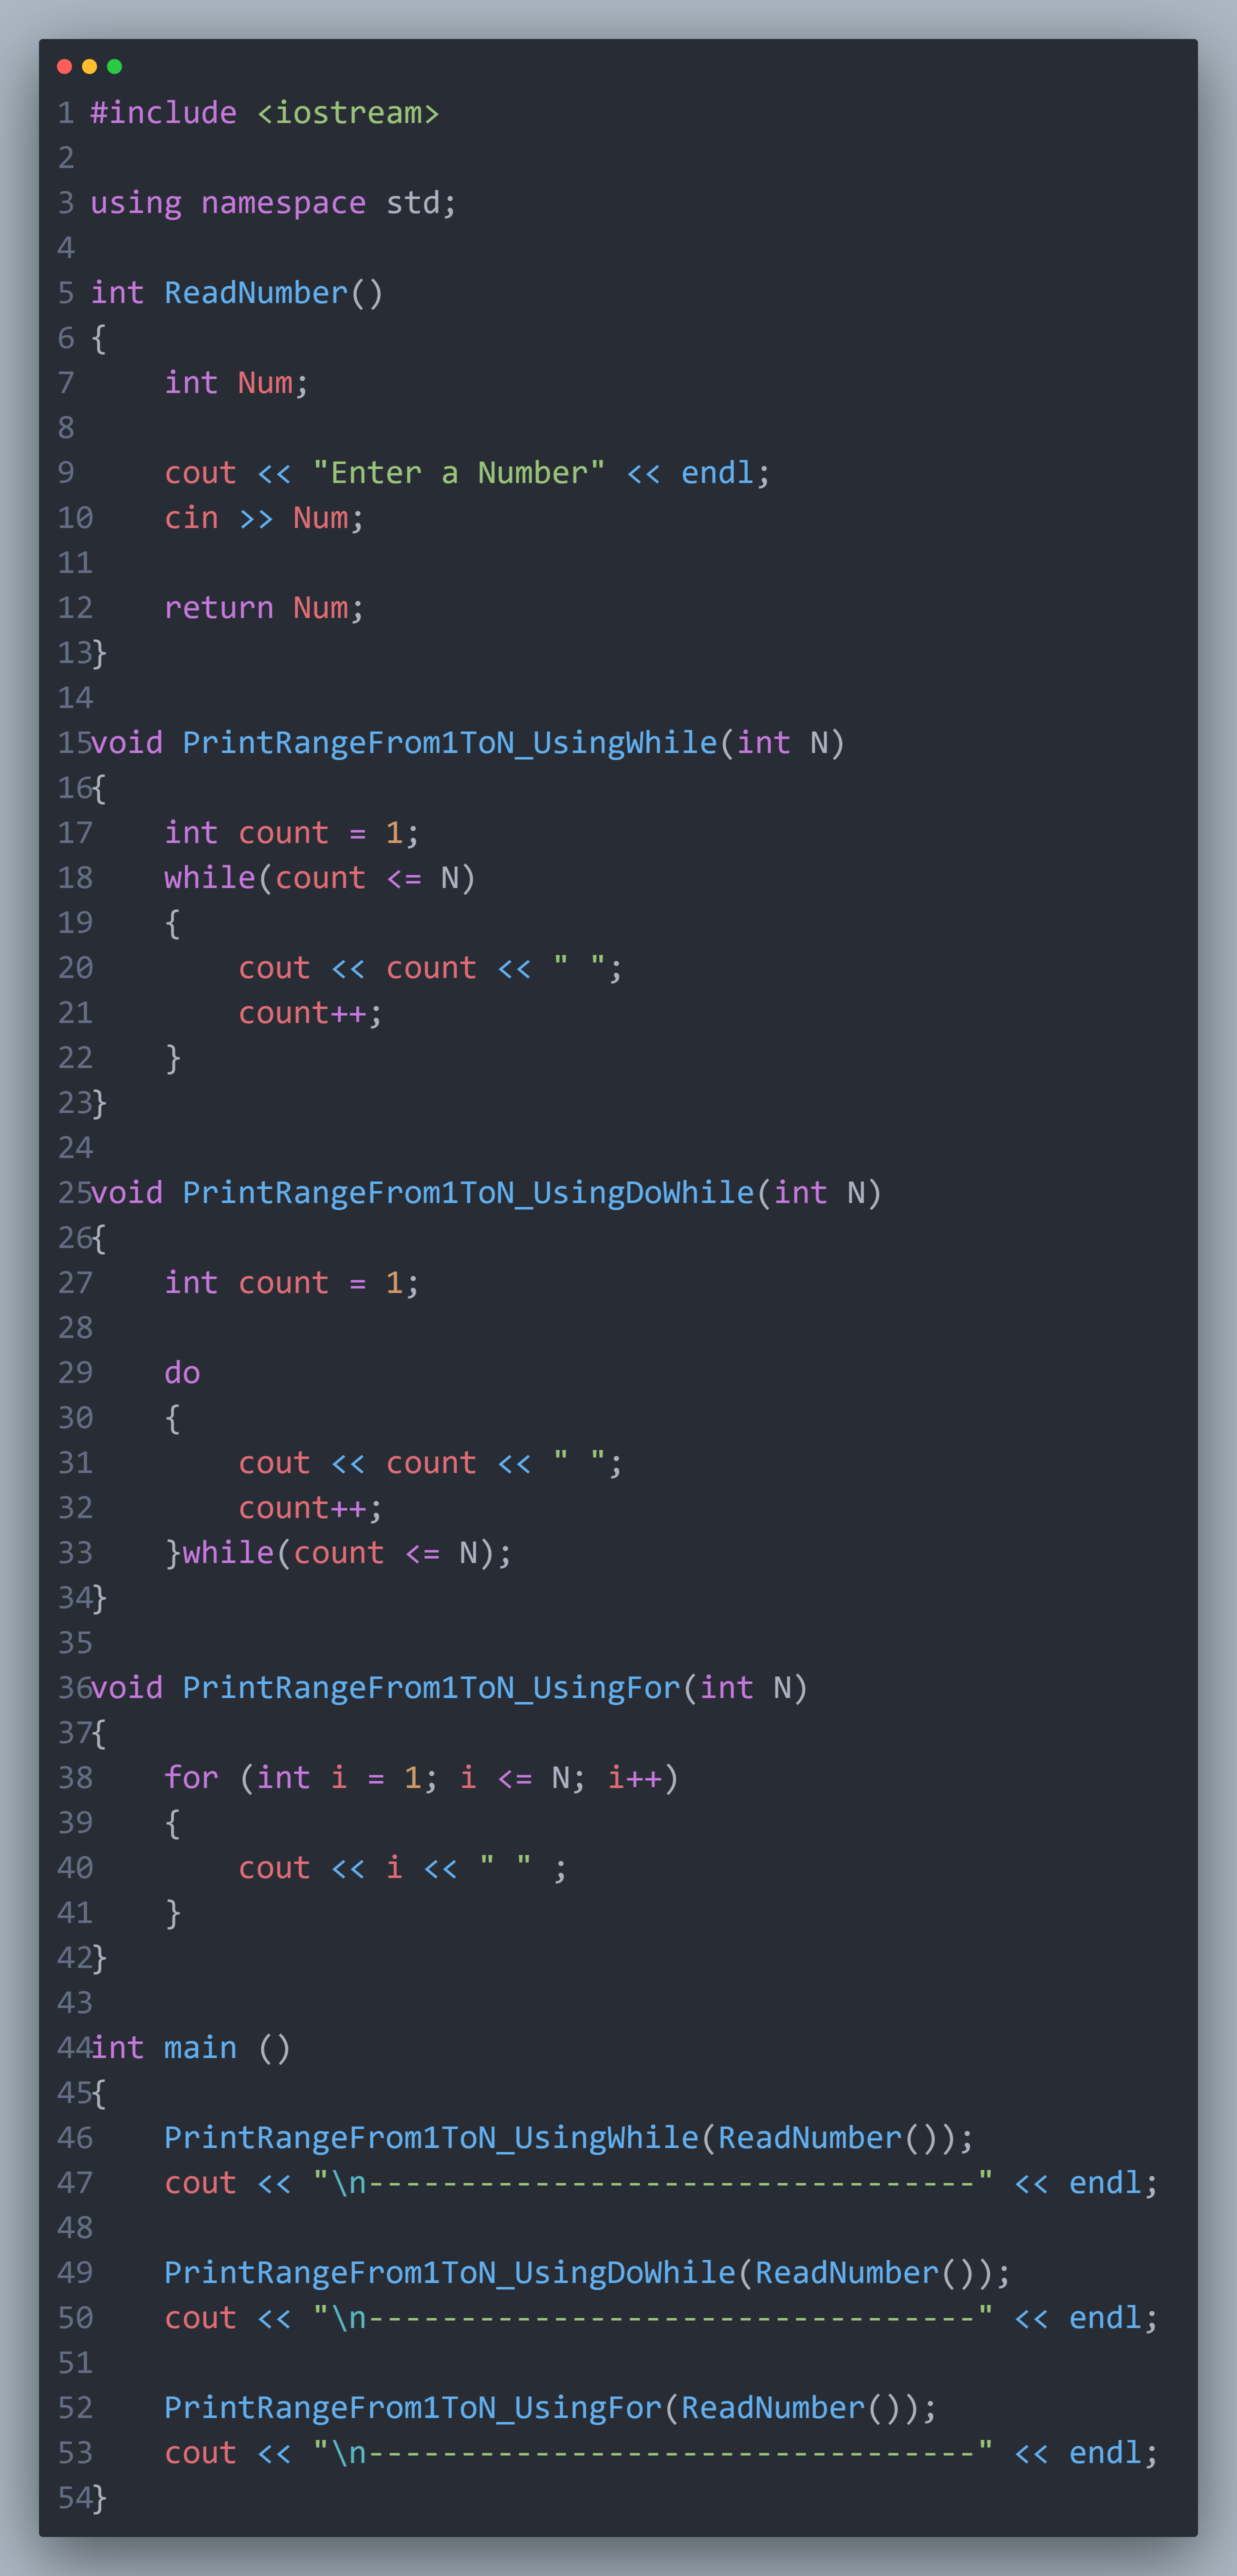 1 #include <iostream>
2
3 using namespace std;
4
5 int ReadNumber()
6 {
7     int Num;
8
9     cout << "Enter a Number" << endl;
10    cin >> Num;
11
12    return Num;
13}
14
15void PrintRangeFrom1ToN_UsingWhile(int N)
16{
17    int count = 1;
18    while(count <= N)
19    {
20        cout << count << " ";
21        count++;
22    }
23}
24
25void PrintRangeFrom1ToN_UsingDoWhile(int N)
26{
27    int count = 1;
28
29    do
30    {
31        cout << count << " ";
32        count++;
33    }while(count <= N);
34}
35
36void PrintRangeFrom1ToN_UsingFor(int N)
37{
38    for (int i = 1; i <= N; i++)
39    {
40        cout << i << " " ;
41    }
42}
43
44int main ()
45{
46    PrintRangeFrom1ToN_UsingWhile(ReadNumber());
47    cout << "\n---------------------------------" << endl;
48
49    PrintRangeFrom1ToN_UsingDoWhile(ReadNumber());
50    cout << "\n---------------------------------" << endl;
51
52    PrintRangeFrom1ToN_UsingFor(ReadNumber());
53    cout << "\n---------------------------------" << endl;
54}